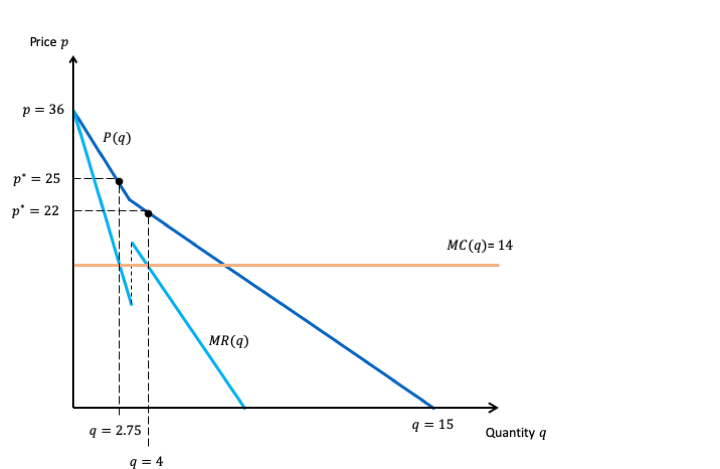 Price p
p = 36
P(q)
p* = 25
p* = 22
MC(q)= 14
MR(q)
q = 2.75
q = 15
Quantity q
q = 4